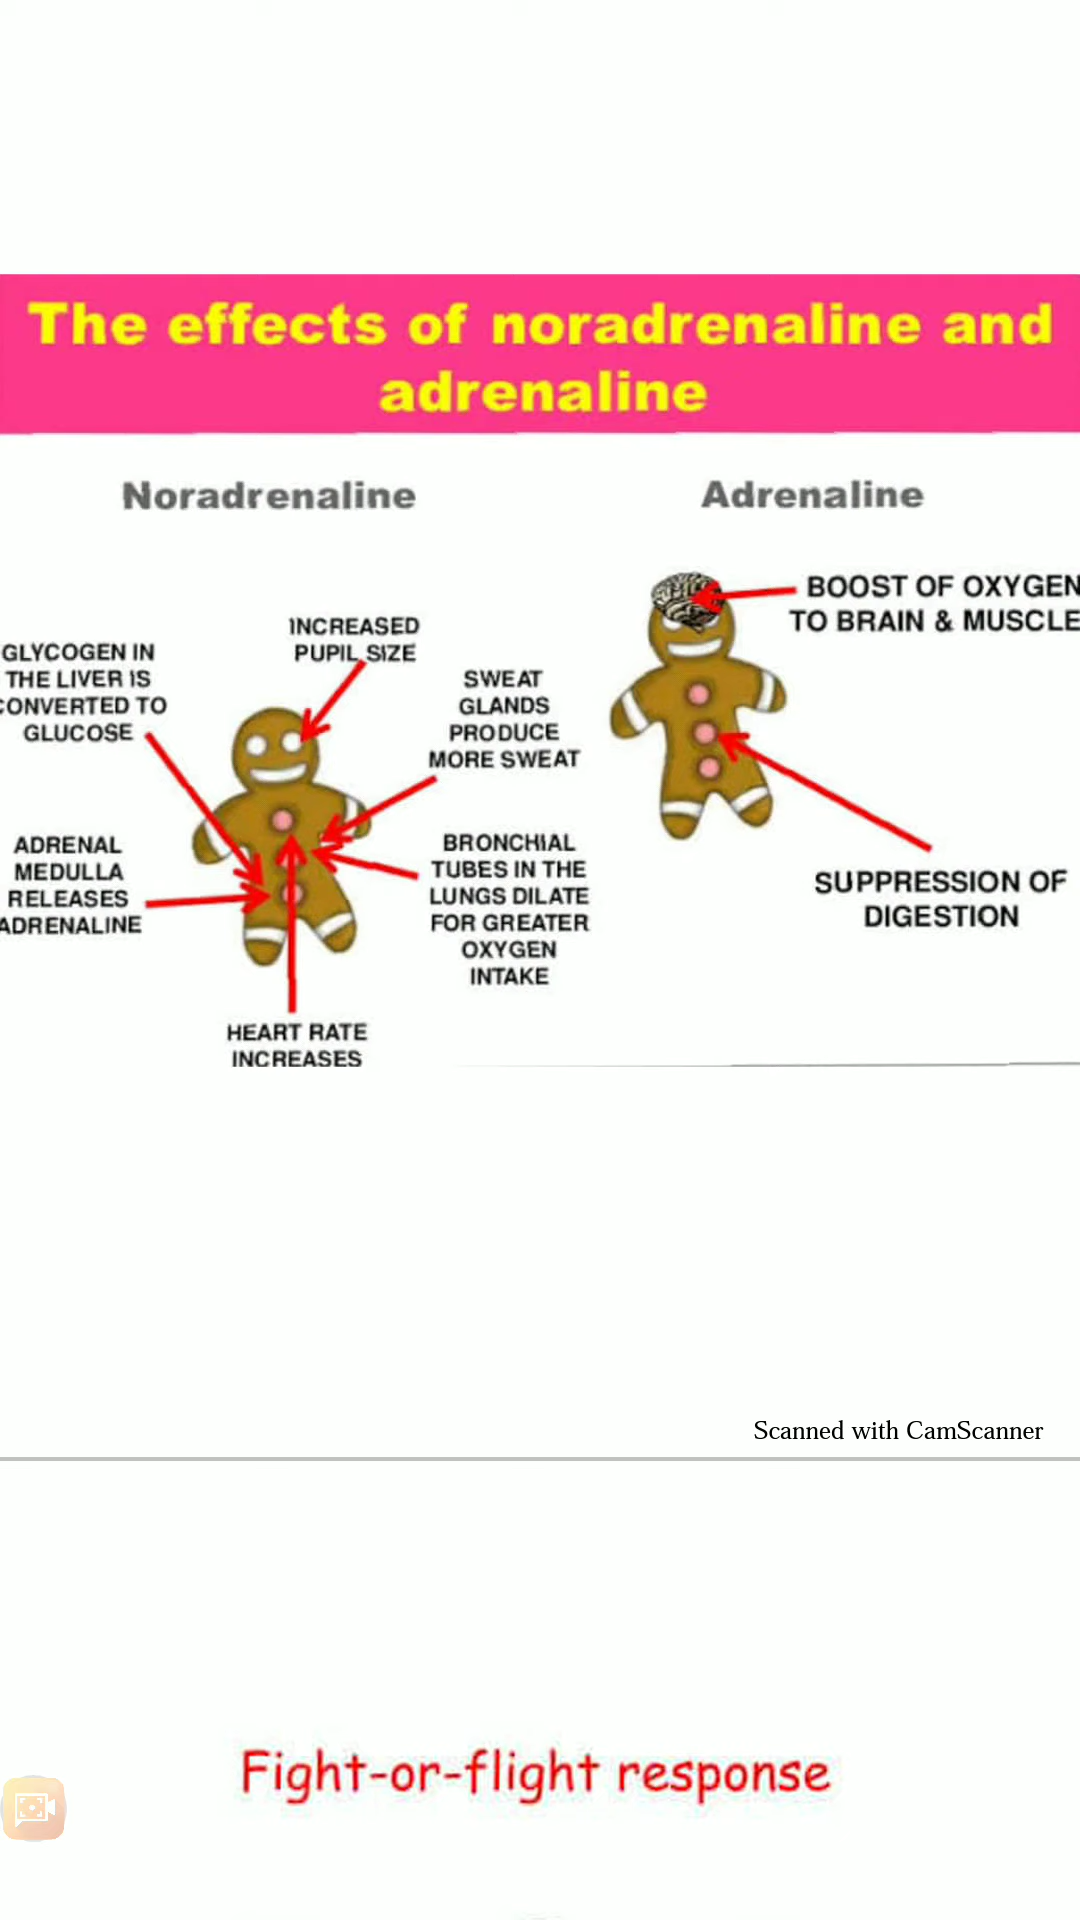 The effects of noradrenaline and
adrenaline
Noradrenaline
Adrenaline
GLYCOGEN IN
THE LIVER IS
CONVERTED TO
GLUCOSE
INCREASED
PUPIL SIZE
SWEAT
GLANDS
PRODUCE
MORE SWEAT
ADRENAL
MEDULLA
RELEASES
ADRENALINE
BRONCHIAL
TUBES IN THE
LUNGS DILATE
FOR GREATER
OXYGEN
INTAKE
HEART RATE
INCREASES
BOOST OF OXYGEN
TO BRAIN & MUSCLE
SUPPRESSION OF
DIGESTION
Scanned with CamScanner
Fight-or-flight response